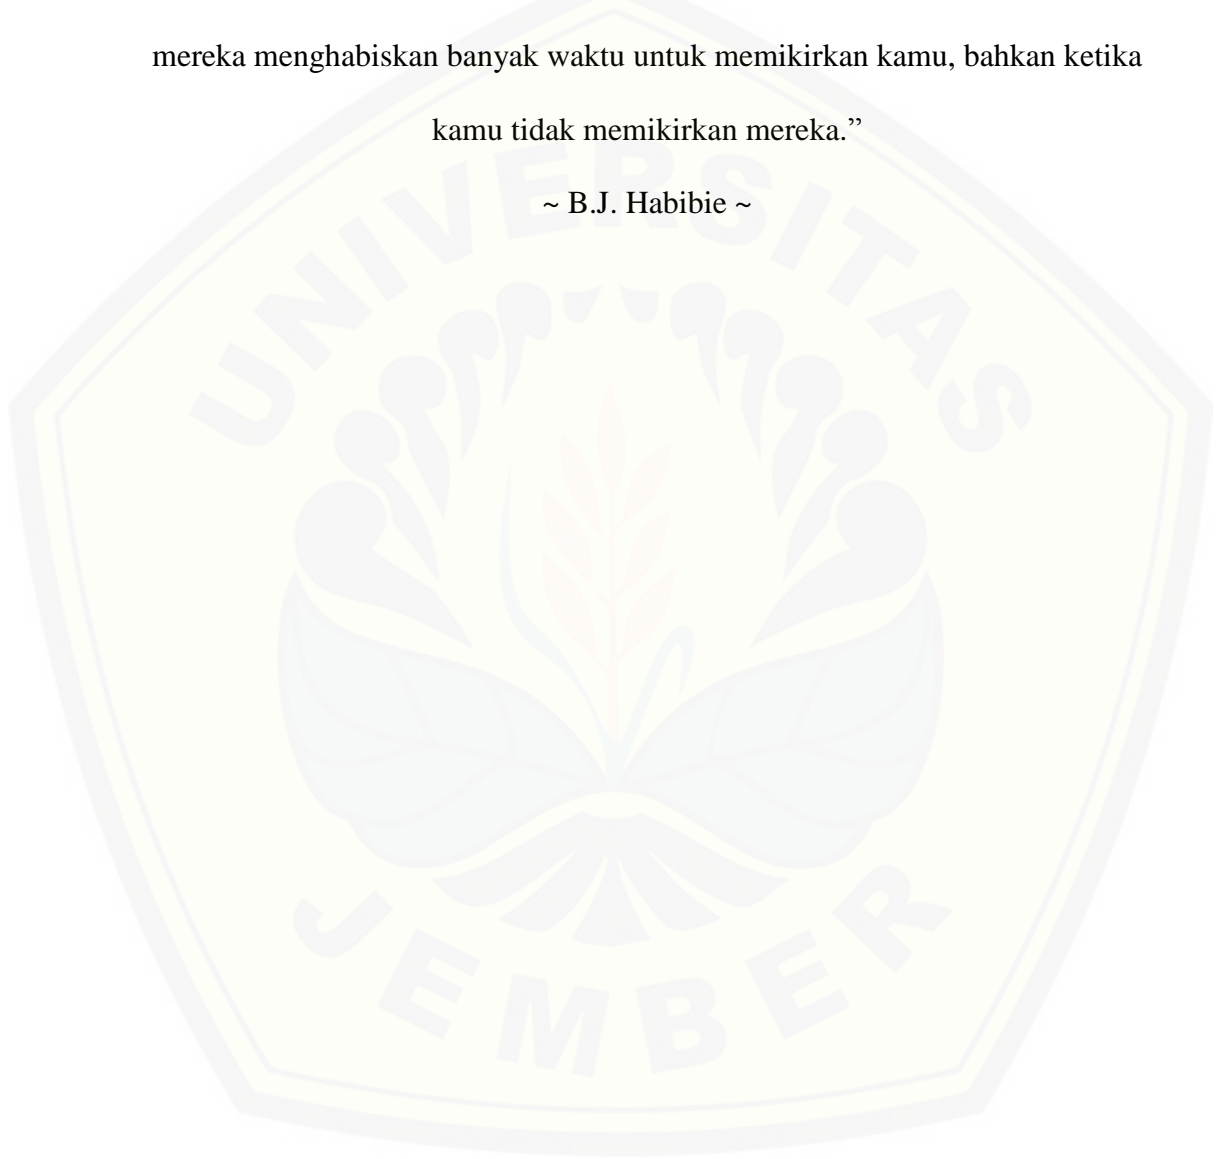 mereka menghabiskan banyak waktu untuk memikirkan kamu, bahkan ketika
kamu tidak memikirkan mereka.”
~ B.J. Habibie ~
UNIVERSITAS
JEMBER